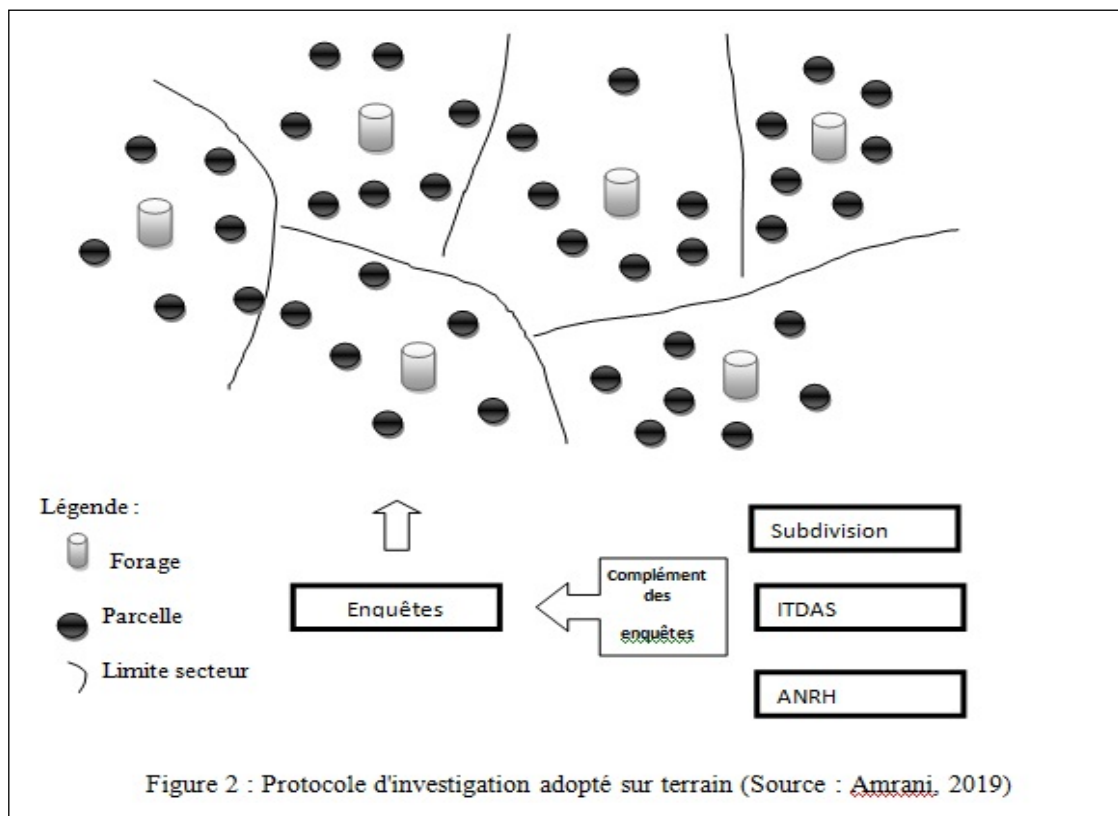 Légende :
Forage
Parcelle
Limite secteur
Enquêtes
Complément
des
enquêtes
Subdivision
ITDAS
ANRH
Figure 2 : Protocole d'investigation adopté sur terrain (Source : Amrani, 2019)